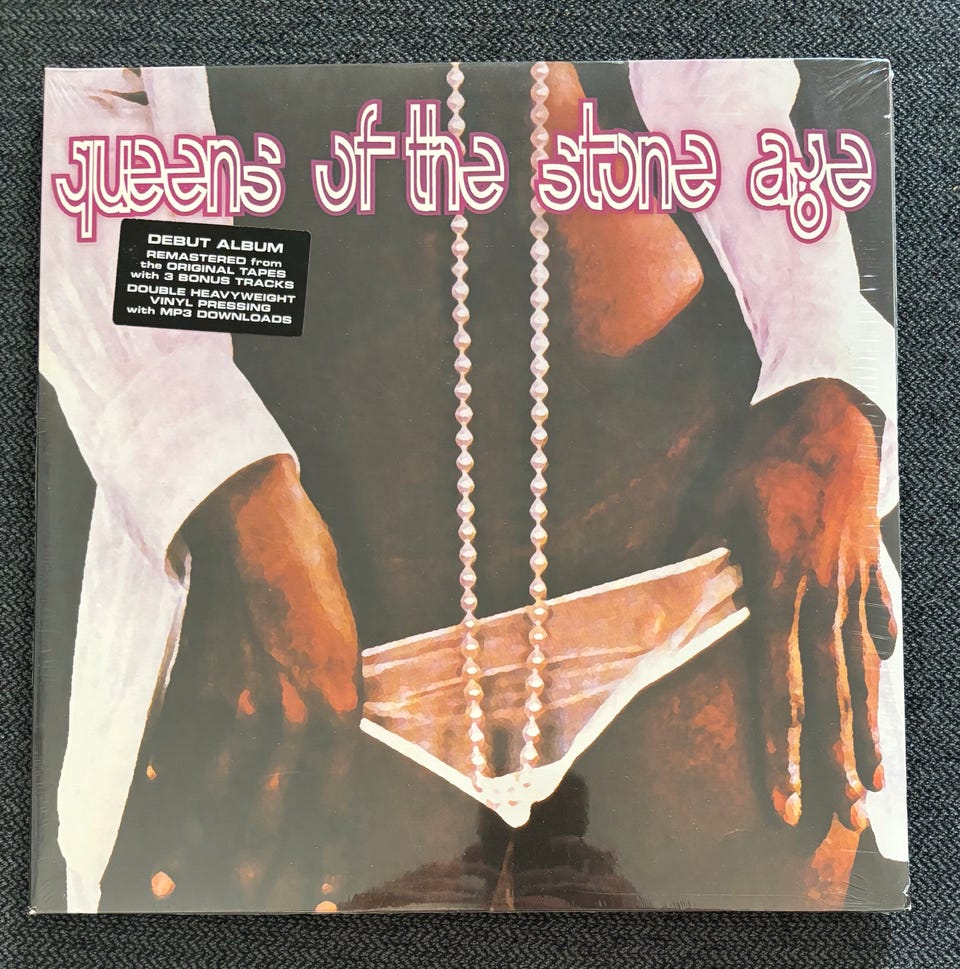 queens of the stone age
DEBUT ALBUM
REMASTERED from
the ORIGINAL TAPES
with 3 BONUS TRACKS
DOUBLE HEAVYWEIGHT
VINYL PRESSING
with MP3 DOWNLOADS